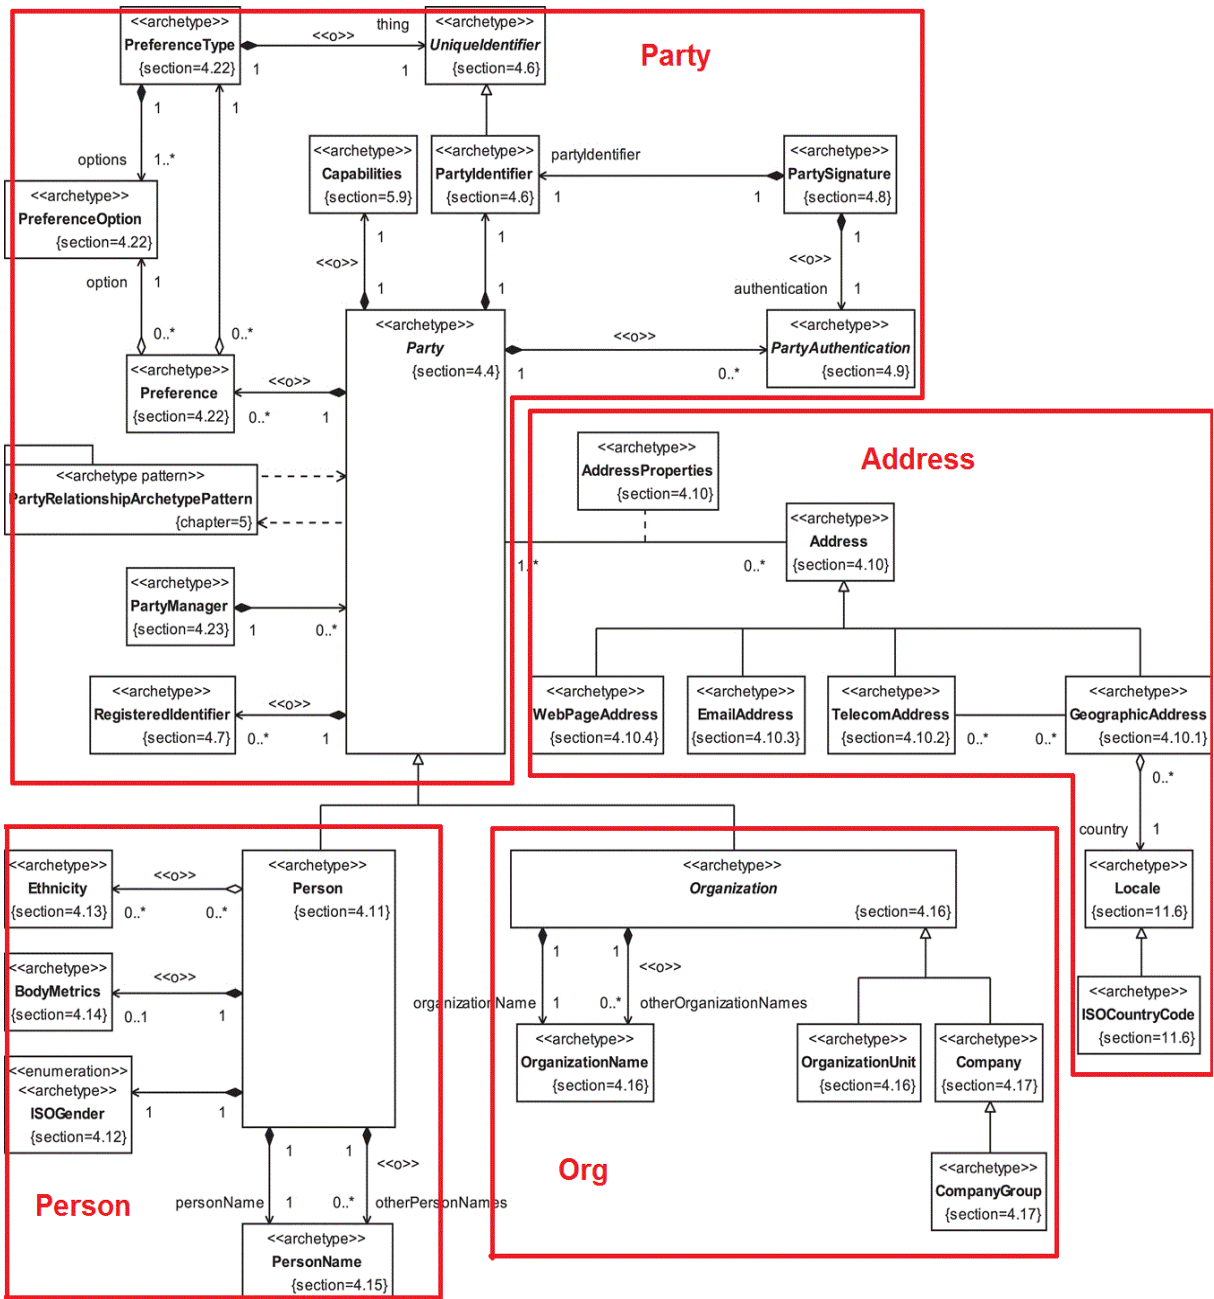 <<archetype>>
PreferenceType
{section=4.22}
<<o>>
thing
1
1
<<archetype>>
UniqueIdentifier
{section=4.6}
Party
1
options
1..*
1
<<archetype>>
PreferenceOption
{section=4.22}
option
1
0..*
0..*
<<archetype>>
Capabilities
{section=5.9}
<<archetype>>
PartyIdentifier
{section=4.6}
partyIdentifier
1
1
<<archetype>>
PartySignature
{section=4.8}
1
<<o>>
1
1
1
1
<<o>>
authentication
1
<<archetype>>
Party
{section=4.4}
<<o>>
1
0..*
<<archetype>>
PartyAuthentication
{section=4.9}
<<archetype>>
Preference
{section=4.22}
<<o>>
0..*
1
<<archetype pattern>>
PartyRelationshipArchetypePattern
{chapter=5}
<<archetype>>
PartyManager
{section=4.23}
1
0..*
<<archetype>>
RegisteredIdentifier
{section=4.7}
<<o>>
0..*
1
Address
<<archetype>>
AddressProperties
{section=4.10}
<<archetype>>
Address
{section=4.10}
1..*
0..*
<<archetype>>
WebPageAddress
{section=4.10.4}
<<archetype>>
EmailAddress
{section=4.10.3}
<<archetype>>
TelecomAddress
{section=4.10.2}
0..*
0..*
<<archetype>>
GeographicAddress
{section=4.10.1}
0..*
country
1
<<archetype>>
Locale
{section=11.6}
<<archetype>>
ISOCountryCode
{section=11.6}
<<archetype>>
Ethnicity
{section=4.13}
<<o>>
0..*
0..*
<<archetype>>
Person
{section=4.11}
<<archetype>>
BodyMetrics
{section=4.14}
<<o>>
0..1
1
<<enumeration>>
<<archetype>>
ISOGender
{section=4.12}
1
1
1
1
<<o>>
personName
1
0..*
otherPersonNames
Person
<<archetype>>
PersonName
{section=4.15}
<<archetype>>
Organization
{section=4.16}
1
1
<<o>>
organizationName
1
0..*
otherOrganizationNames
<<archetype>>
OrganizationName
{section=4.16}
<<archetype>>
OrganizationUnit
{section=4.16}
<<archetype>>
Company
{section=4.17}
Org
<<archetype>>
CompanyGroup
{section=4.17}